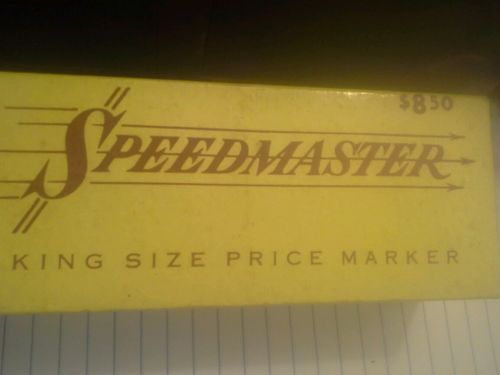 $8.50
SPEEDMASTER
KING SIZE PRICE MARKER